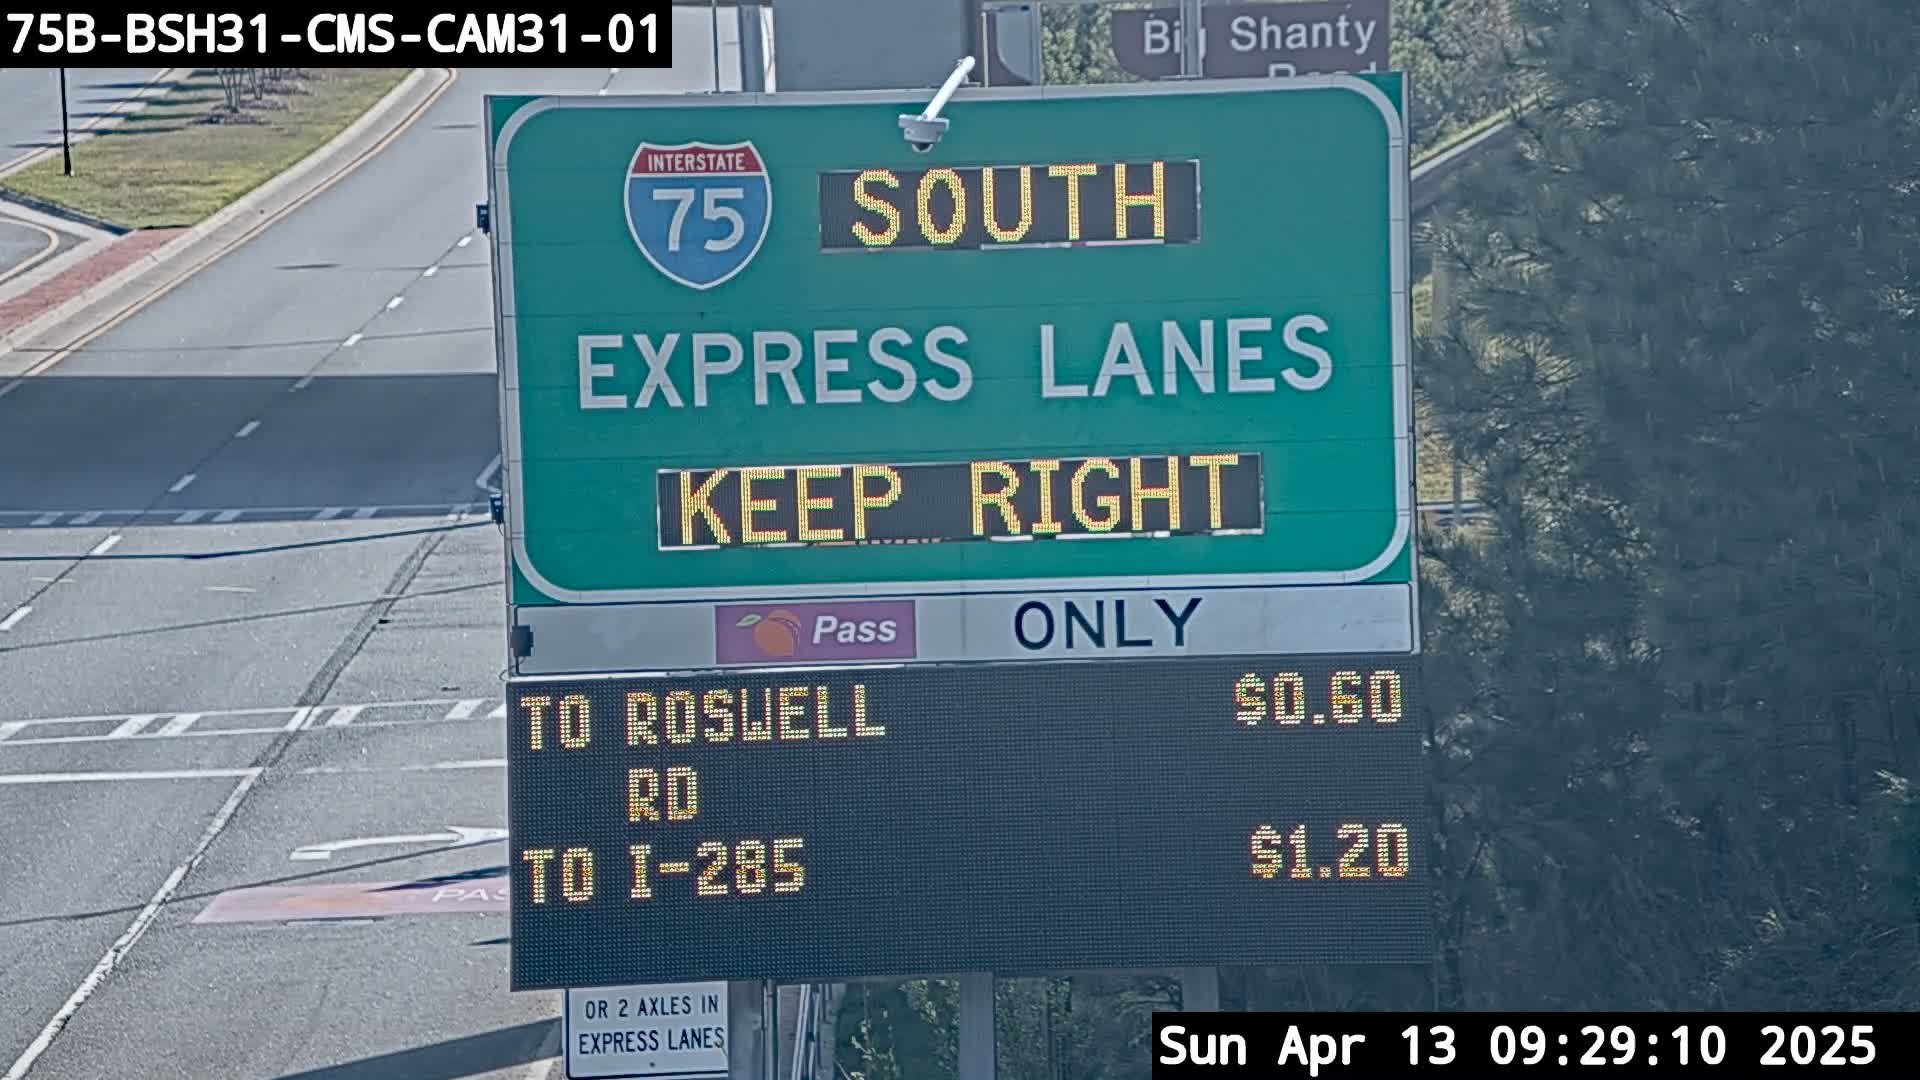 75B-BSH31-CMS-CAM31-01
Big Shanty
Road
INTERSTATE
75
SOUTH
EXPRESS LANES
KEEP RIGHT
Pass
ONLY
TO ROSWELL $0.60
RD
TO I-285 $1.20
OR 2 AXLES IN
EXPRESS LANES
Sun Apr 13 09:29:10 2025